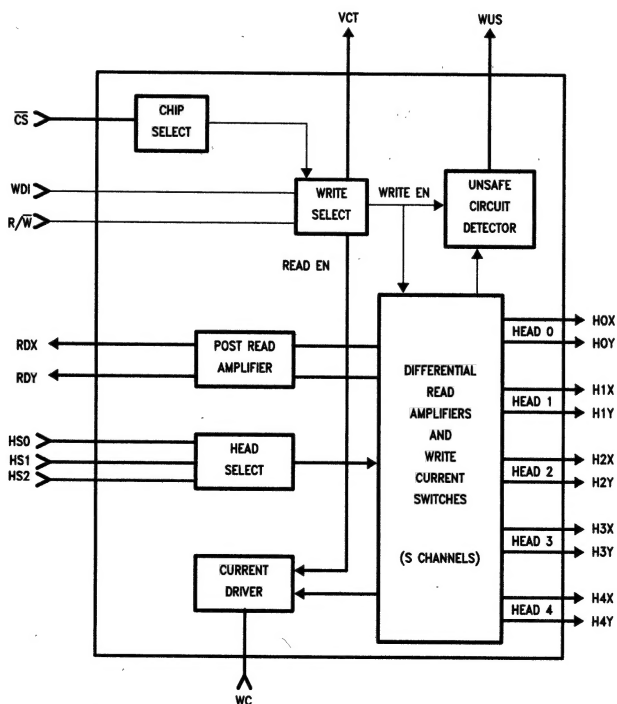 VCT
WUS
CS
CHIP
SELECT
WDI
R/W
WRITE
SELECT
WRITE EN
UNSAFE
CIRCUIT
DETECTOR
READ EN
RDX
RDY
POST READ
AMPLIFIER
DIFFERENTIAL
READ
AMPLIFIERS
AND
WRITE
CURRENT
SWITCHES
(S CHANNELS)
HS0
HS1
HS2
HEAD
SELECT
CURRENT
DRIVER
WC
HEAD 0
H0X
H0Y
HEAD 1
H1X
H1Y
HEAD 2
H2X
H2Y
HEAD 3
H3X
H3Y
HEAD 4
H4X
H4Y